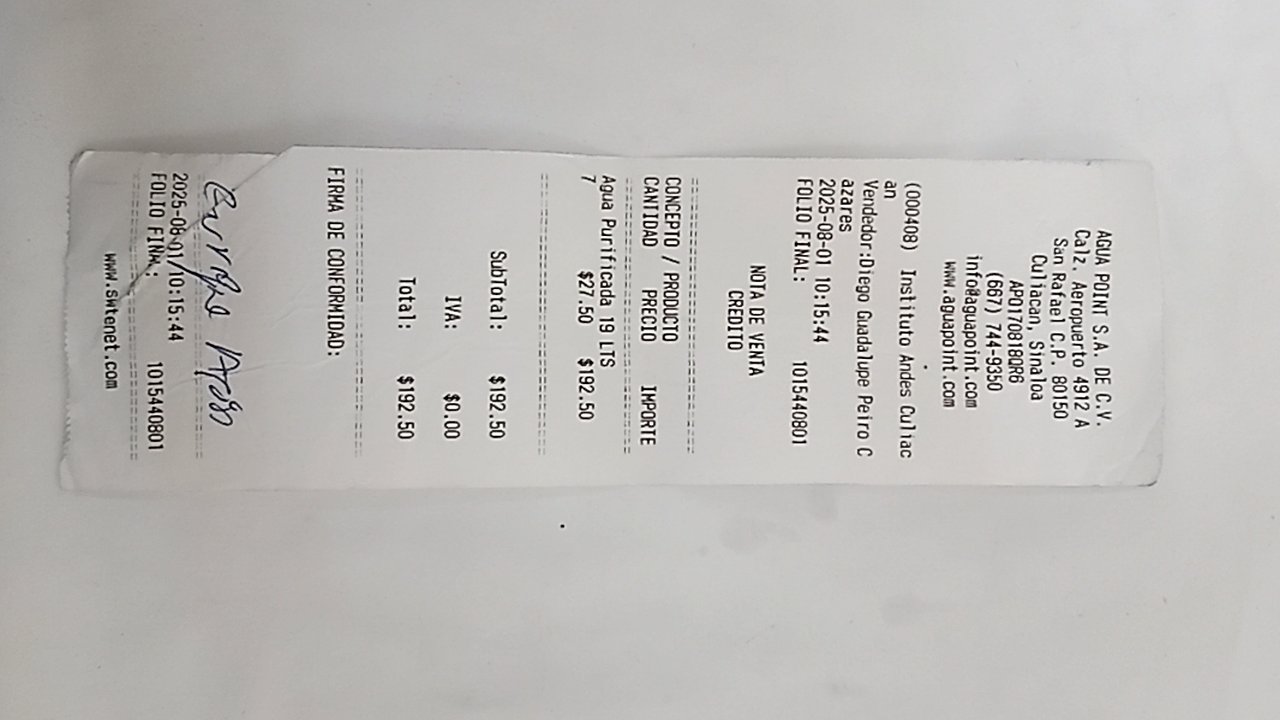 AGUA POINT S.A. DE C.V.
Calz. Aeropuerto 4912 A
San Rafael C.P. 80150
Culiacan, Sinaloa
APO170818QR6
(667) 744-9350
info@aguapoint.com
www.aguapoint.com
(000408) Instituto Andes Culiac
an
Vendedor:Diego Guadalupe Peiro C
azares
2025-08-01 10:15:44
FOLIO FINAL: 1015440801
NOTA DE VENTA
CREDITO
CONCEPTO / PRODUCTO
CANTIDAD PRECIO IMPORTE
Agua Purificada 19 LTS
7 $27.50 $192.50
SubTotal: $192.50
IVA: $0.00
Total: $192.50
FIRMA DE CONFORMIDAD:
2025-08-01/10:15:44
FOLIO FINAL: 1015440801
www.smtenet.com